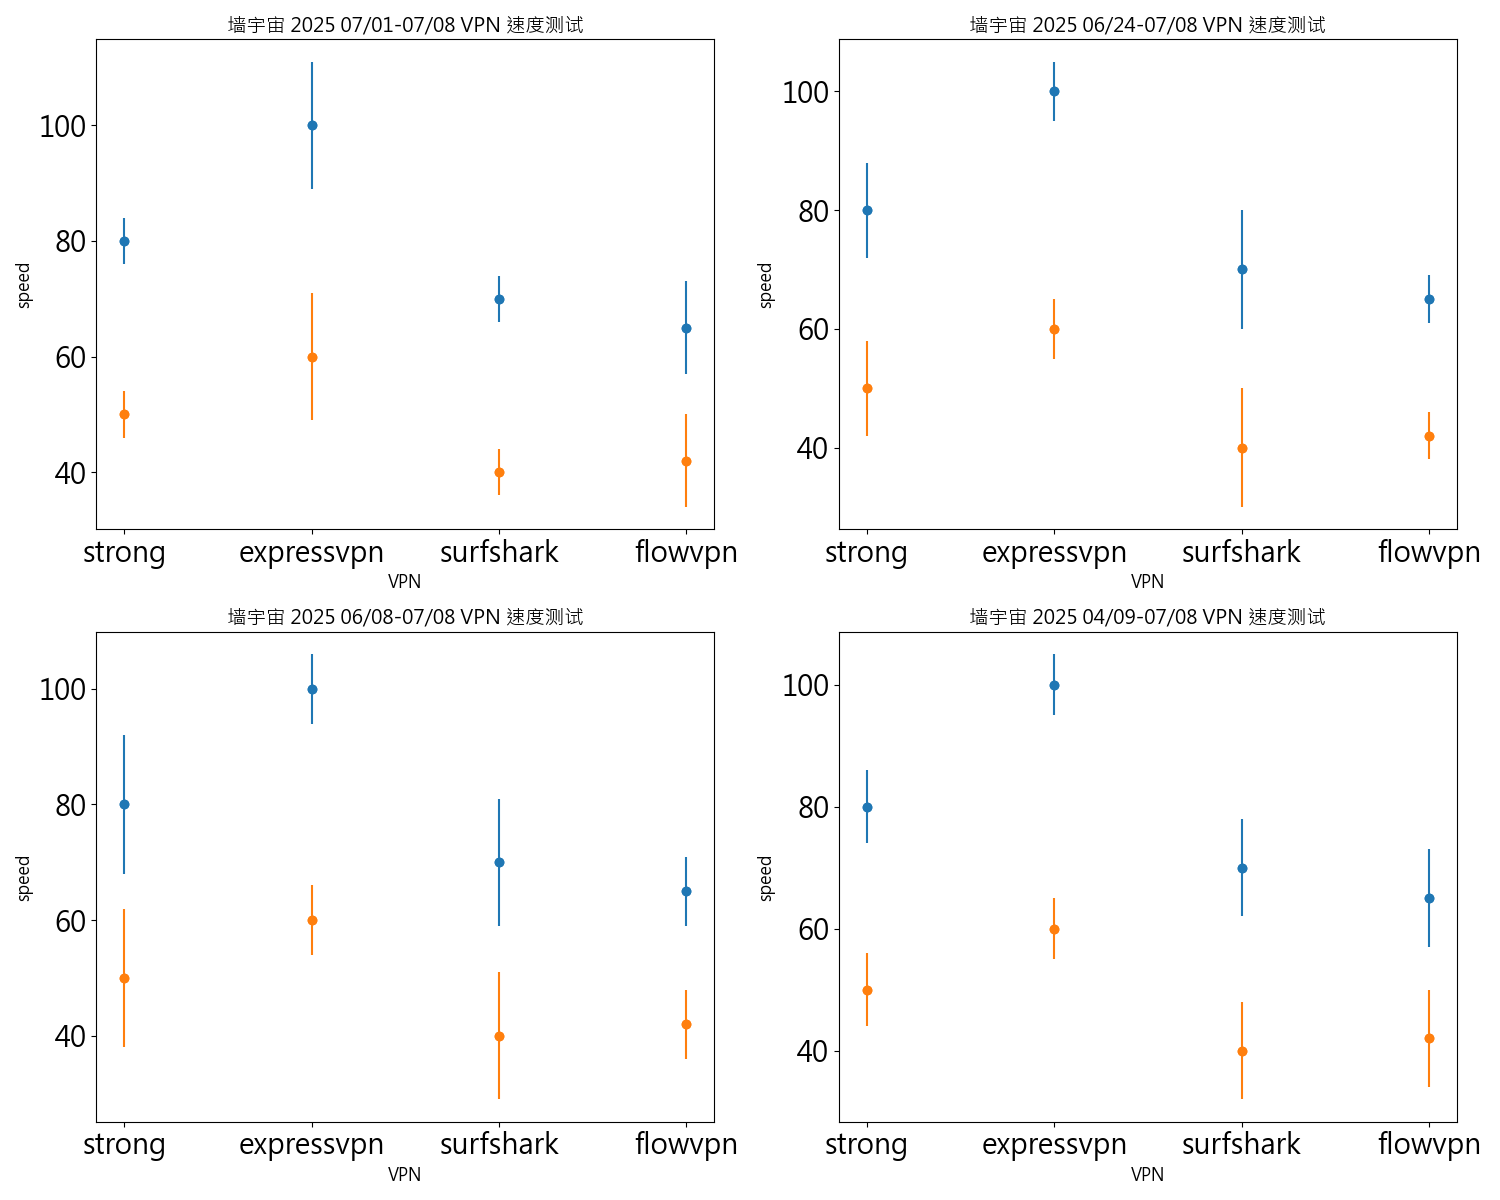 墙宇宙 2025 07/01-07/08 VPN 速度测试
100
80
60
40
speed
strong expressvpn surfshark flowvpn
VPN
墙宇宙 2025 06/24-07/08 VPN 速度测试
100
80
60
40
speed
strong expressvpn surfshark flowvpn
VPN
墙宇宙 2025 06/08-07/08 VPN 速度测试
100
80
60
40
speed
strong expressvpn surfshark flowvpn
VPN
墙宇宙 2025 04/09-07/08 VPN 速度测试
100
80
60
40
speed
strong expressvpn surfshark flowvpn
VPN